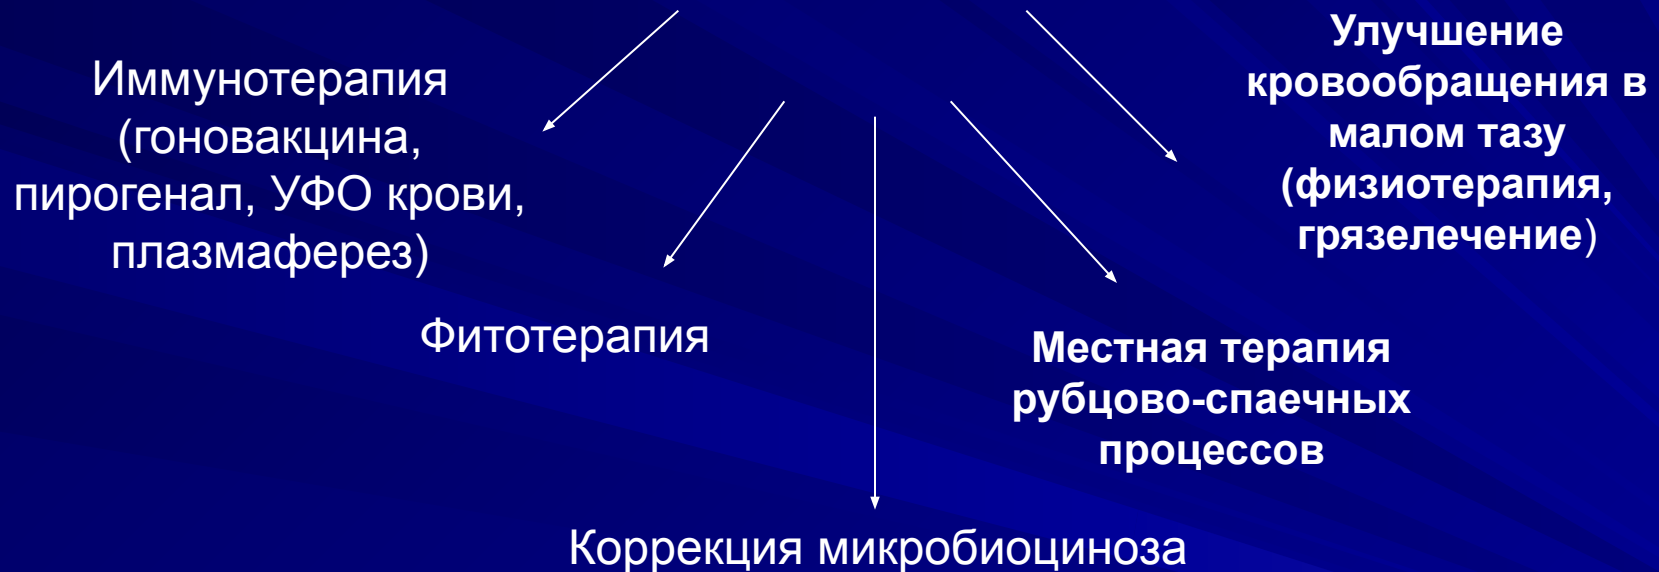 Иммунотерапия
(гоновакцина,
пирогенал, УФО крови,
плазмаферез)
Улучшение
кровообращения в
малом тазу
(физиотерапия,
грязелечение)
Фитотерапия
Местная терапия
рубцово-спаечных
процессов
Коррекция микробиоциноза